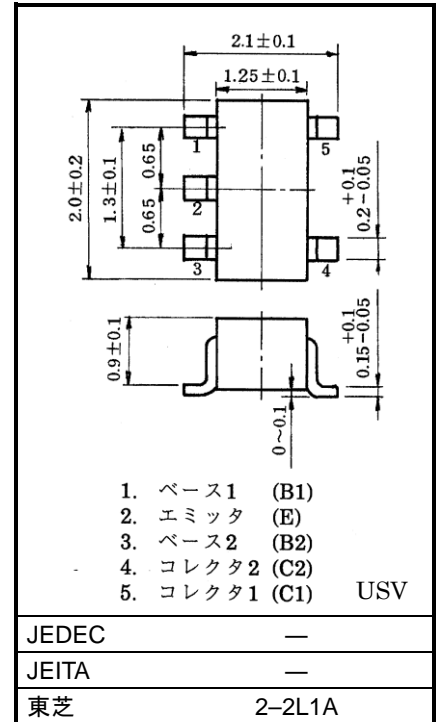 2.1±0.1
1.25±0.1
1
5
2.0±0.2
1.3±0.1
0.65
0.65
2
+0.1
0.2-0.05
3
4
0.9±0.1
+0.1
0.15-0.05
0~0.1
1. ベース1 (B1)
2. エミッタ (E)
3. ベース2 (B2)
4. コレクタ2 (C2)
5. コレクタ1 (C1) USV
JEDEC —
JEITA —
東芝 2–2L1A